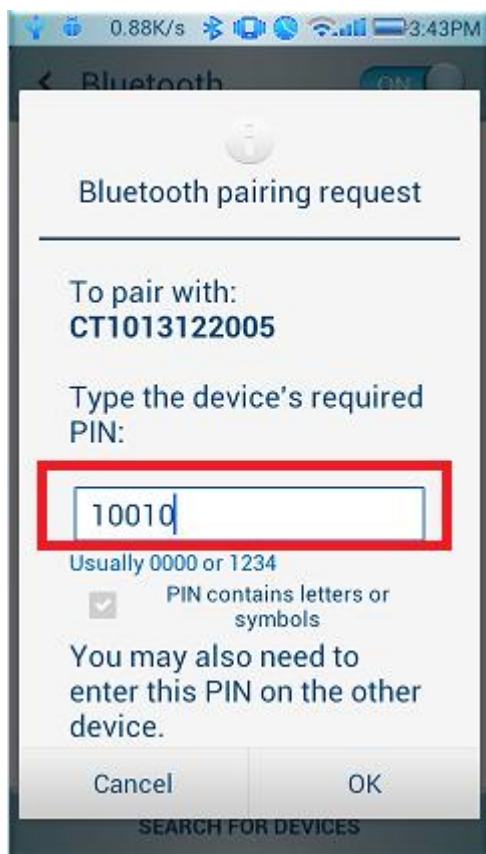 0.88K/s 3:43PM
Bluetooth ON
Bluetooth pairing request
To pair with:
CT1013122005
Type the device's required
PIN:
10010
Usually 0000 or 1234
PIN contains letters or
symbols
You may also need to
enter this PIN on the other
device.
Cancel OK
SEARCH FOR DEVICES